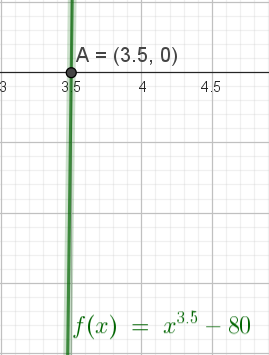 A = (3.5, 0)
3 3.5 4 4.5
f(x) = x^{3.5} − 80